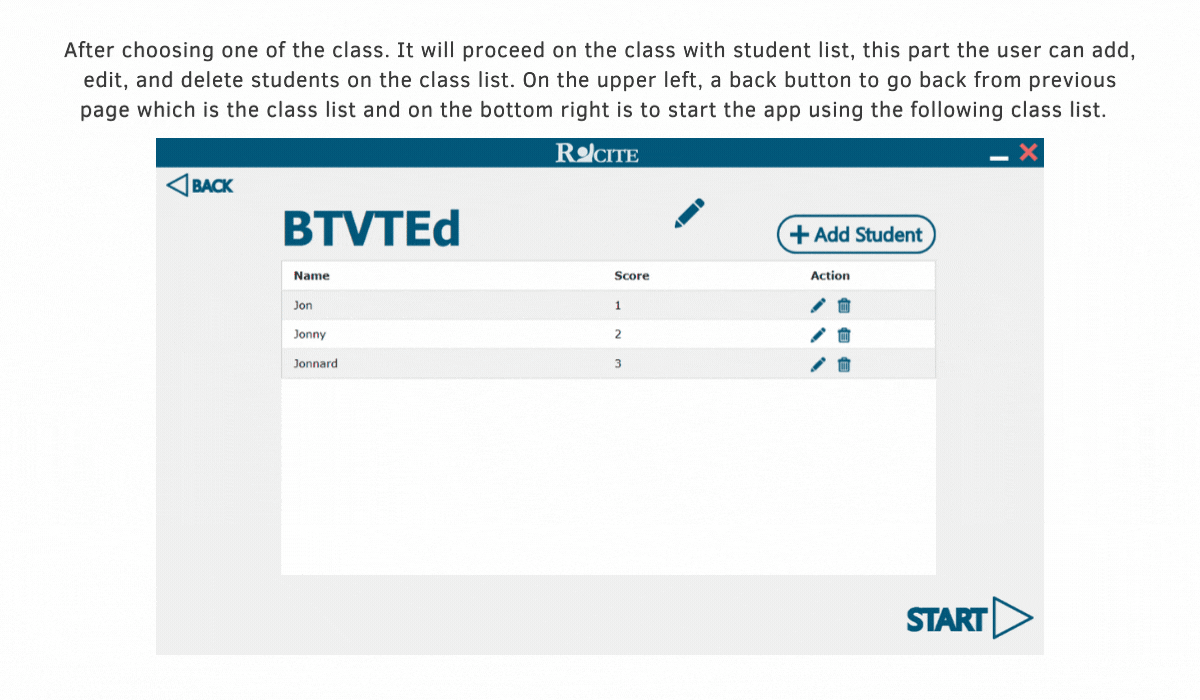 After choosing one of the class. It will proceed on the class with student list, this part the user can add,
edit, and delete students on the class list. On the upper left, a back button to go back from previous
page which is the class list and on the bottom right is to start the app using the following class list.
ROCITE
BACK
BTVTEd
+ Add Student
Name Score Action
Jon 1
Jonny 2
Jonnard 3
START